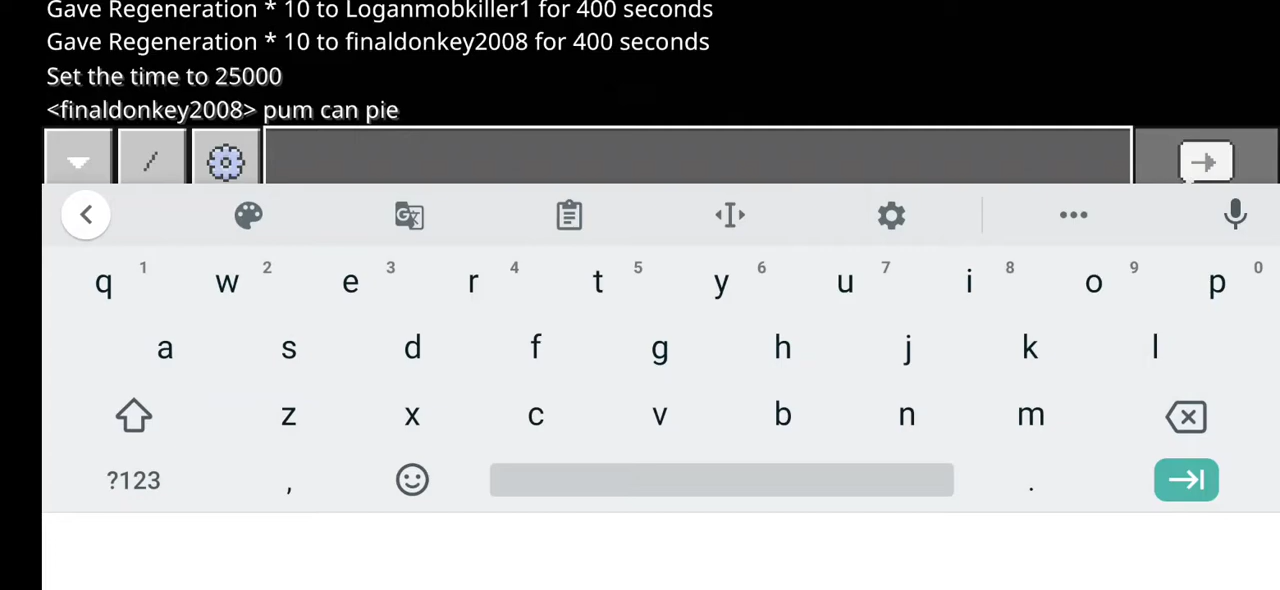 Gave Regeneration * 10 to Loganmobkiller1 for 400 seconds
Gave Regeneration * 10 to finaldonkey2008 for 400 seconds
Set the time to 25000
<finaldonkey2008> pum can pie
/
q 1 w 2 e 3 r 4 t 5 y 6 u 7 i 8 o 9 p 0
a s d f g h j k l
z x c v b n m
?123 , .